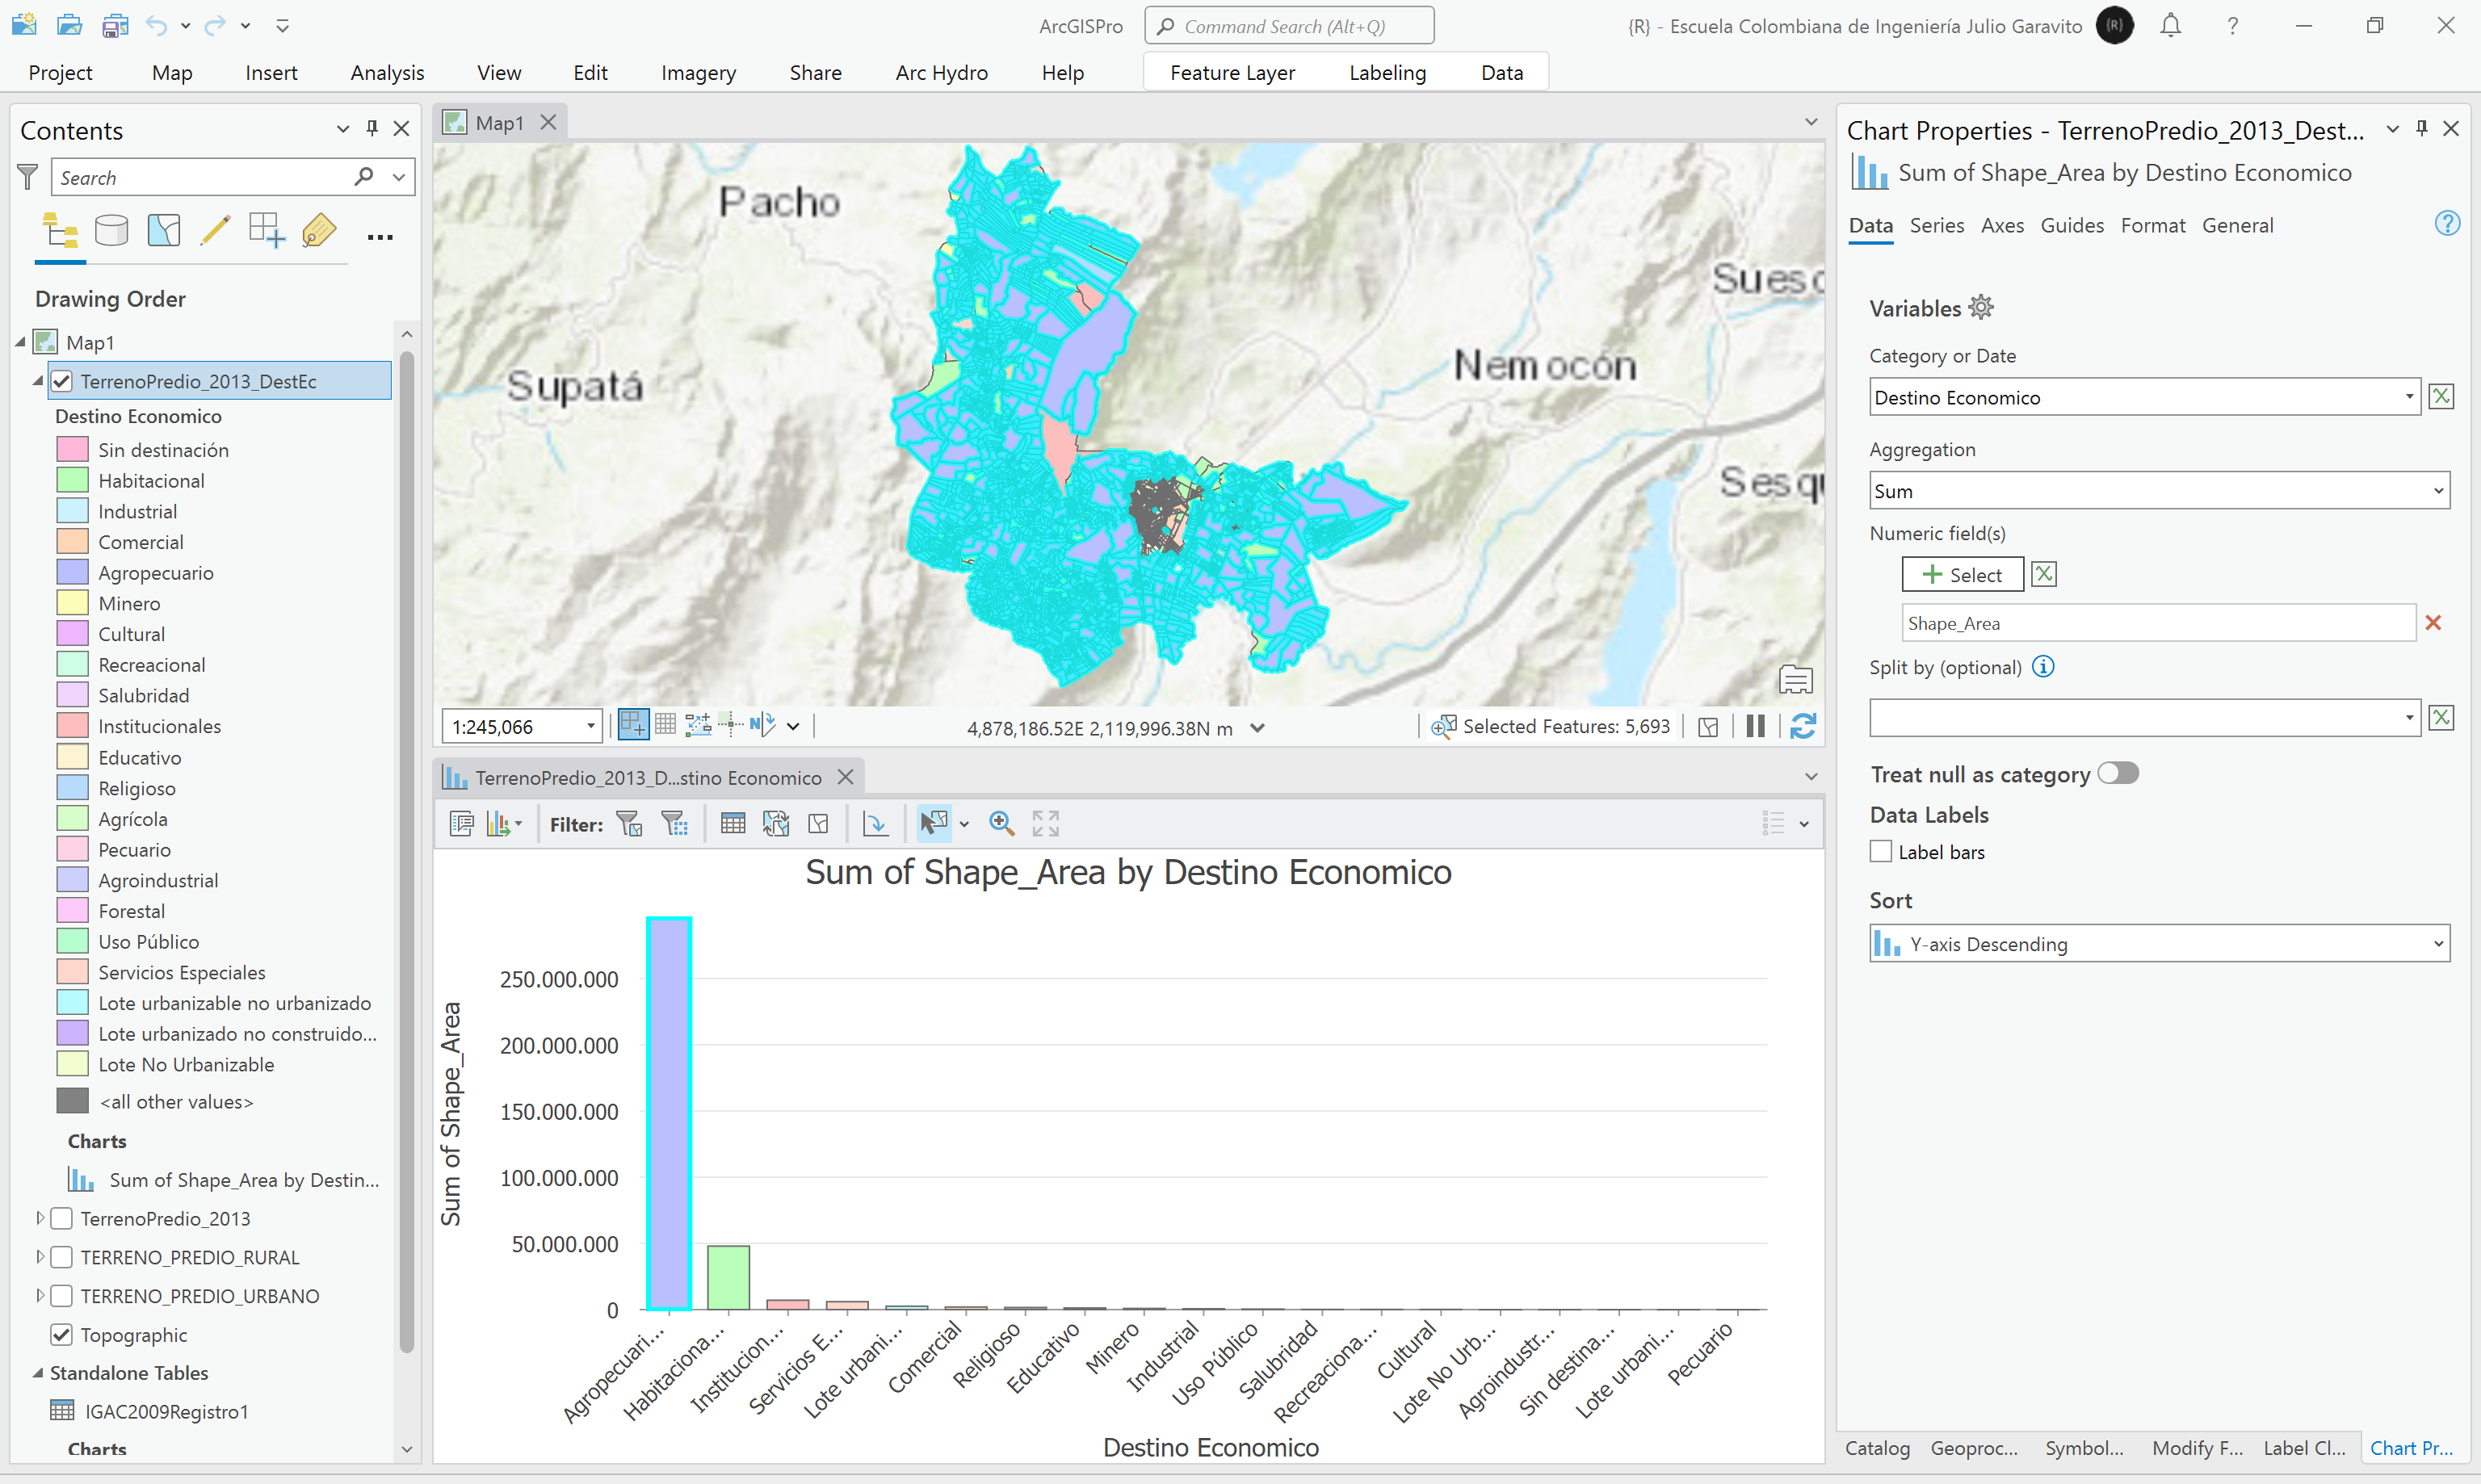 ArcGISPro
Command Search (Alt+Q)
{R} - Escuela Colombiana de Ingeniería Julio Garavito
{R}
Project Map Insert Analysis View Edit Imagery Share Arc Hydro Help Feature Layer Labeling Data
Contents
Search
Drawing Order
Map1
TerrenoPredio_2013_DestEc
Destino Economico
Sin destinación
Habitacional
Industrial
Comercial
Agropecuario
Minero
Cultural
Recreacional
Salubridad
Institucionales
Educativo
Religioso
Agrícola
Pecuario
Agroindustrial
Forestal
Uso Público
Servicios Especiales
Lote urbanizable no urbanizado
Lote urbanizado no construido...
Lote No Urbanizable
<all other values>
Charts
Sum of Shape_Area by Destin...
TerrenoPredio_2013
TERRENO_PREDIO_RURAL
TERRENO_PREDIO_URBANO
Topographic
Standalone Tables
IGAC2009Registro1
Charts
Map1
Pacho
Supatá
Nemocón
Suesc
Sesqu
1:245,066
4,878,186.52E 2,119,996.38N m
Selected Features: 5,693
TerrenoPredio_2013_D...stino Economico
Filter:
Sum of Shape_Area by Destino Economico
Sum of Shape_Area
250.000.000
200.000.000
150.000.000
100.000.000
50.000.000
0
Agropecuari...
Habitaciona...
Institucion...
Servicios E...
Lote urbani...
Comercial
Religioso
Educativo
Minero
Industrial
Uso Público
Salubridad
Recreaciona...
Cultural
Lote No Urb...
Agroindustr...
Sin destina...
Lote urbani...
Pecuario
Destino Economico
Chart Properties - TerrenoPredio_2013_Dest...
Sum of Shape_Area by Destino Economico
Data Series Axes Guides Format General
Variables
Category or Date
Destino Economico
Aggregation
Sum
Numeric field(s)
Select
Shape_Area
Split by (optional)
Treat null as category
Data Labels
Label bars
Sort
Y-axis Descending
Catalog Geoproc... Symbol... Modify F... Label Cl... Chart Pr...